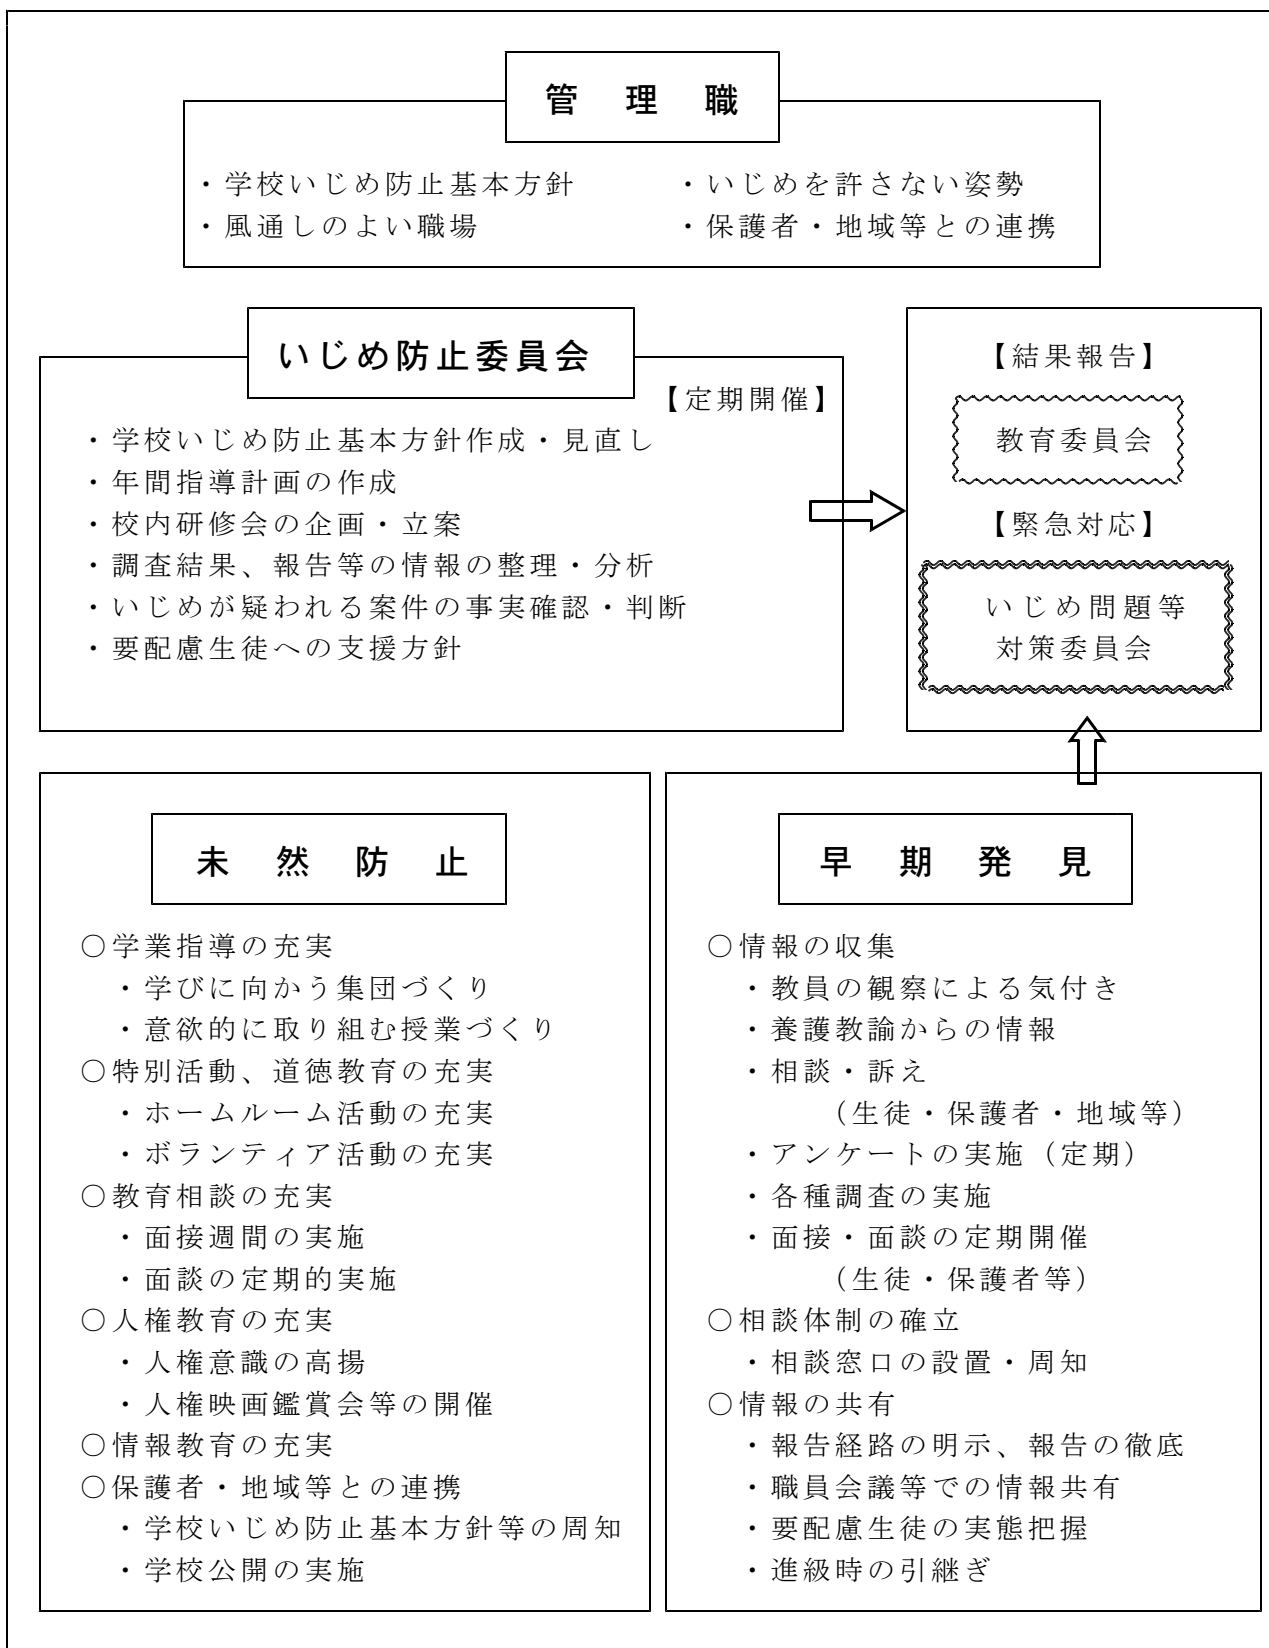 管　理　職
・学校いじめ防止基本方針　　　・いじめを許さない姿勢
・風通しのよい職場　　　　　　・保護者・地域等との連携
いじめ防止委員会
【定期開催】
・学校いじめ防止基本方針作成・見直し
・年間指導計画の作成
・校内研修会の企画・立案
・調査結果、報告等の情報の整理・分析
・いじめが疑われる案件の事実確認・判断
・要配慮生徒への支援方針
【結果報告】
教育委員会
【緊急対応】
いじめ問題等
対策委員会
未　然　防　止
○学業指導の充実
・学びに向かう集団づくり
・意欲的に取り組む授業づくり
○特別活動、道徳教育の充実
・ホームルーム活動の充実
・ボランティア活動の充実
○教育相談の充実
・面接週間の実施
・面談の定期的実施
○人権教育の充実
・人権意識の高揚
・人権映画鑑賞会等の開催
○情報教育の充実
○保護者・地域等との連携
・学校いじめ防止基本方針等の周知
・学校公開の実施
早　期　発　見
○情報の収集
・教員の観察による気付き
・養護教諭からの情報
・相談・訴え
（生徒・保護者・地域等）
・アンケートの実施（定期）
・各種調査の実施
・面接・面談の定期開催
（生徒・保護者等）
○相談体制の確立
・相談窓口の設置・周知
○情報の共有
・報告経路の明示、報告の徹底
・職員会議等での情報共有
・要配慮生徒の実態把握
・進級時の引継ぎ